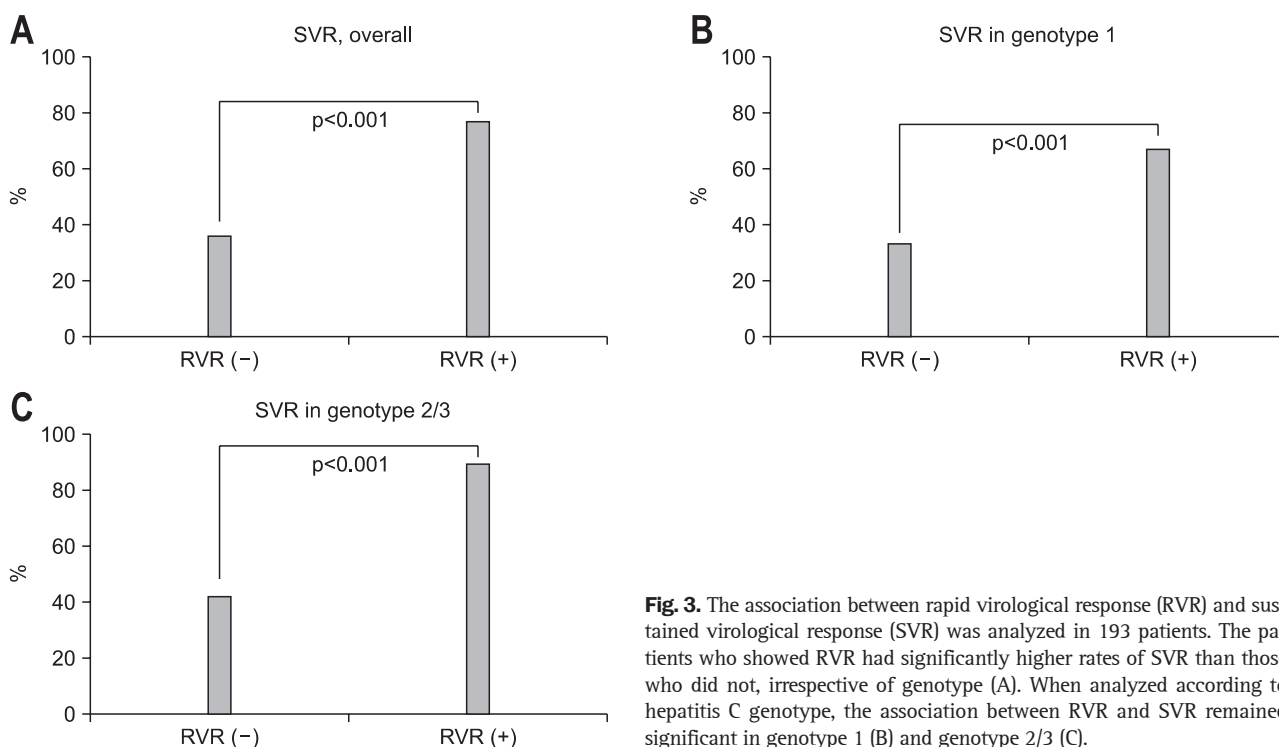 A
SVR, overall
100
80
60
40
20
0
%
p<0.001
RVR (−)
RVR (+)
B
SVR in genotype 1
100
80
60
40
20
0
%
p<0.001
RVR (−)
RVR (+)
C
SVR in genotype 2/3
100
80
60
40
20
0
%
p<0.001
RVR (−)
RVR (+)
Fig. 3. The association between rapid virological response (RVR) and sus
tained virological response (SVR) was analyzed in 193 patients. The pa
tients who showed RVR had significantly higher rates of SVR than those
who did not, irrespective of genotype (A). When analyzed according to
hepatitis C genotype, the association between RVR and SVR remained
significant in genotype 1 (B) and genotype 2/3 (C).